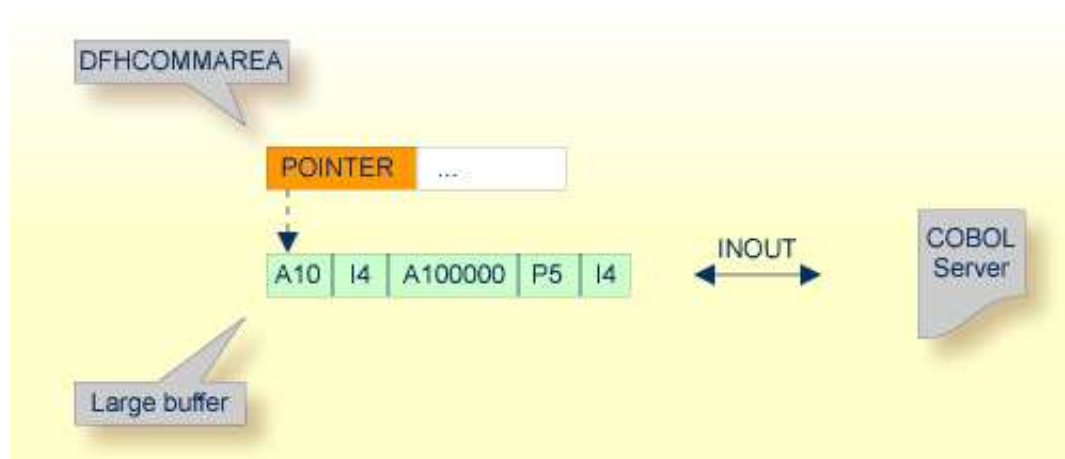 DFHCOMMAREA
POINTER ...
A10 I4 A100000 P5 I4
INOUT
COBOL
Server
Large buffer